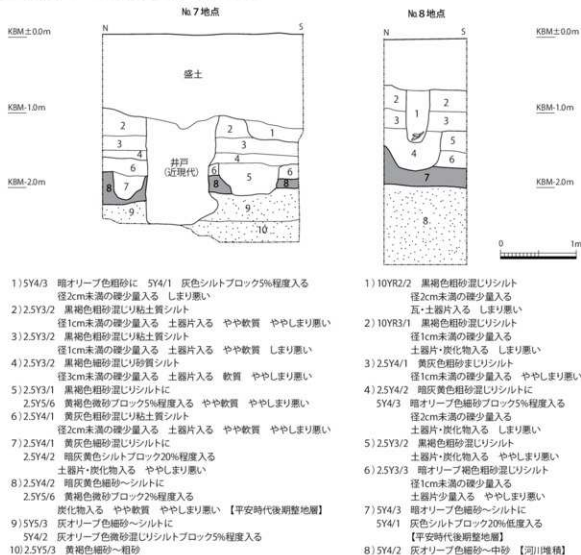 No.7地点
No.8地点
KBM±0.0m
N
S
盛土
KBM-1.0m
2
2
1
3
3
4
4
6
井戸
(近現代)
6
5
6
8
7
8
8
KBM-2.0m
9
9
10
KBM±0.0m
N
S
KBM-1.0m
2
1
2
3
3
4
5
6
7
KBM-2.0m
8
0
1m
1)5Y4/3 暗オリーブ色粗砂に 5Y4/1 灰色シルトブロック5%程度入る
径2cm未満の礫少量入る しまり悪い
2)2.5Y3/2 黒褐色粗砂混じり粘土質シルト
径1cm未満の礫少量入る 土器片入る やや軟質 ややしまり悪い
3)2.5Y3/2 黒褐色粗砂混じり粘土質シルト
径1cm未満の礫少量入る 土器片入る やや軟質 しまり悪い
4)2.5Y3/2 黒褐色細砂混じり砂質シルト
径3cm未満の礫少量入る 土器片入る 軟質 ややしまり悪い
5)2.5Y3/1 黒褐色粗砂混じりシルトに
2.5Y5/6 黄褐色微砂ブロック5%程度入る やや軟質 ややしまり悪い
6)2.5Y4/1 黄灰色粗砂混じり粘土質シルト
径1cm未満の礫少量入る 土器片入る やや軟質 ややしまり悪い
7)2.5Y4/1 黄灰色細砂混じりシルトに
2.5Y4/2 暗灰黄色シルトブロック20%程度入る
土器片・炭化物入る ややしまり悪い
8)2.5Y4/2 暗灰黄色細砂～シルトに
2.5Y5/6 黄褐色微砂ブロック2%程度入る
炭化物入る やや軟質 ややしまり悪い 【平安時代後期整地層】
9)5Y5/3 灰オリーブ色細砂～シルトに
5Y4/2 灰オリーブ色微砂混じりシルトブロック5%程度入る
10)2.5Y5/3 黄褐色細砂～粗砂
1)10YR2/2 黒褐色粗砂混じりシルト
径2cm未満の礫少量入る
瓦・土器片入る しまり悪い
2)10YR3/1 黒褐色粗砂混じりシルト
径1cm未満の礫少量入る
土器片・炭化物入る しまり悪い
3)2.5Y4/1 黄灰色粗砂まじりシルト
径1cm未満の礫少量入る ややしまり悪い
4)2.5Y4/2 暗灰黄色粗砂混じりシルトに
5Y4/3 暗オリーブ色細砂ブロック5%程度入る
径2cm未満の礫少量入る
土器片・炭化物入る しまり悪い
5)2.5Y3/2 黒褐色粗砂混じりシルト
土器片・炭化物入る ややしまり悪い
6)2.5Y3/3 暗オリーブ褐色粗砂混じりシルト
径1cm未満の礫少量入る
土器片少量入る ややしまり悪い
7)5Y4/3 暗オリーブ色細砂～シルトに
5Y4/1 灰色シルトブロック20%低度入る
【平安時代後期整地層】
8)5Y4/2 灰オリーブ色細砂～中砂 【河川堆積】